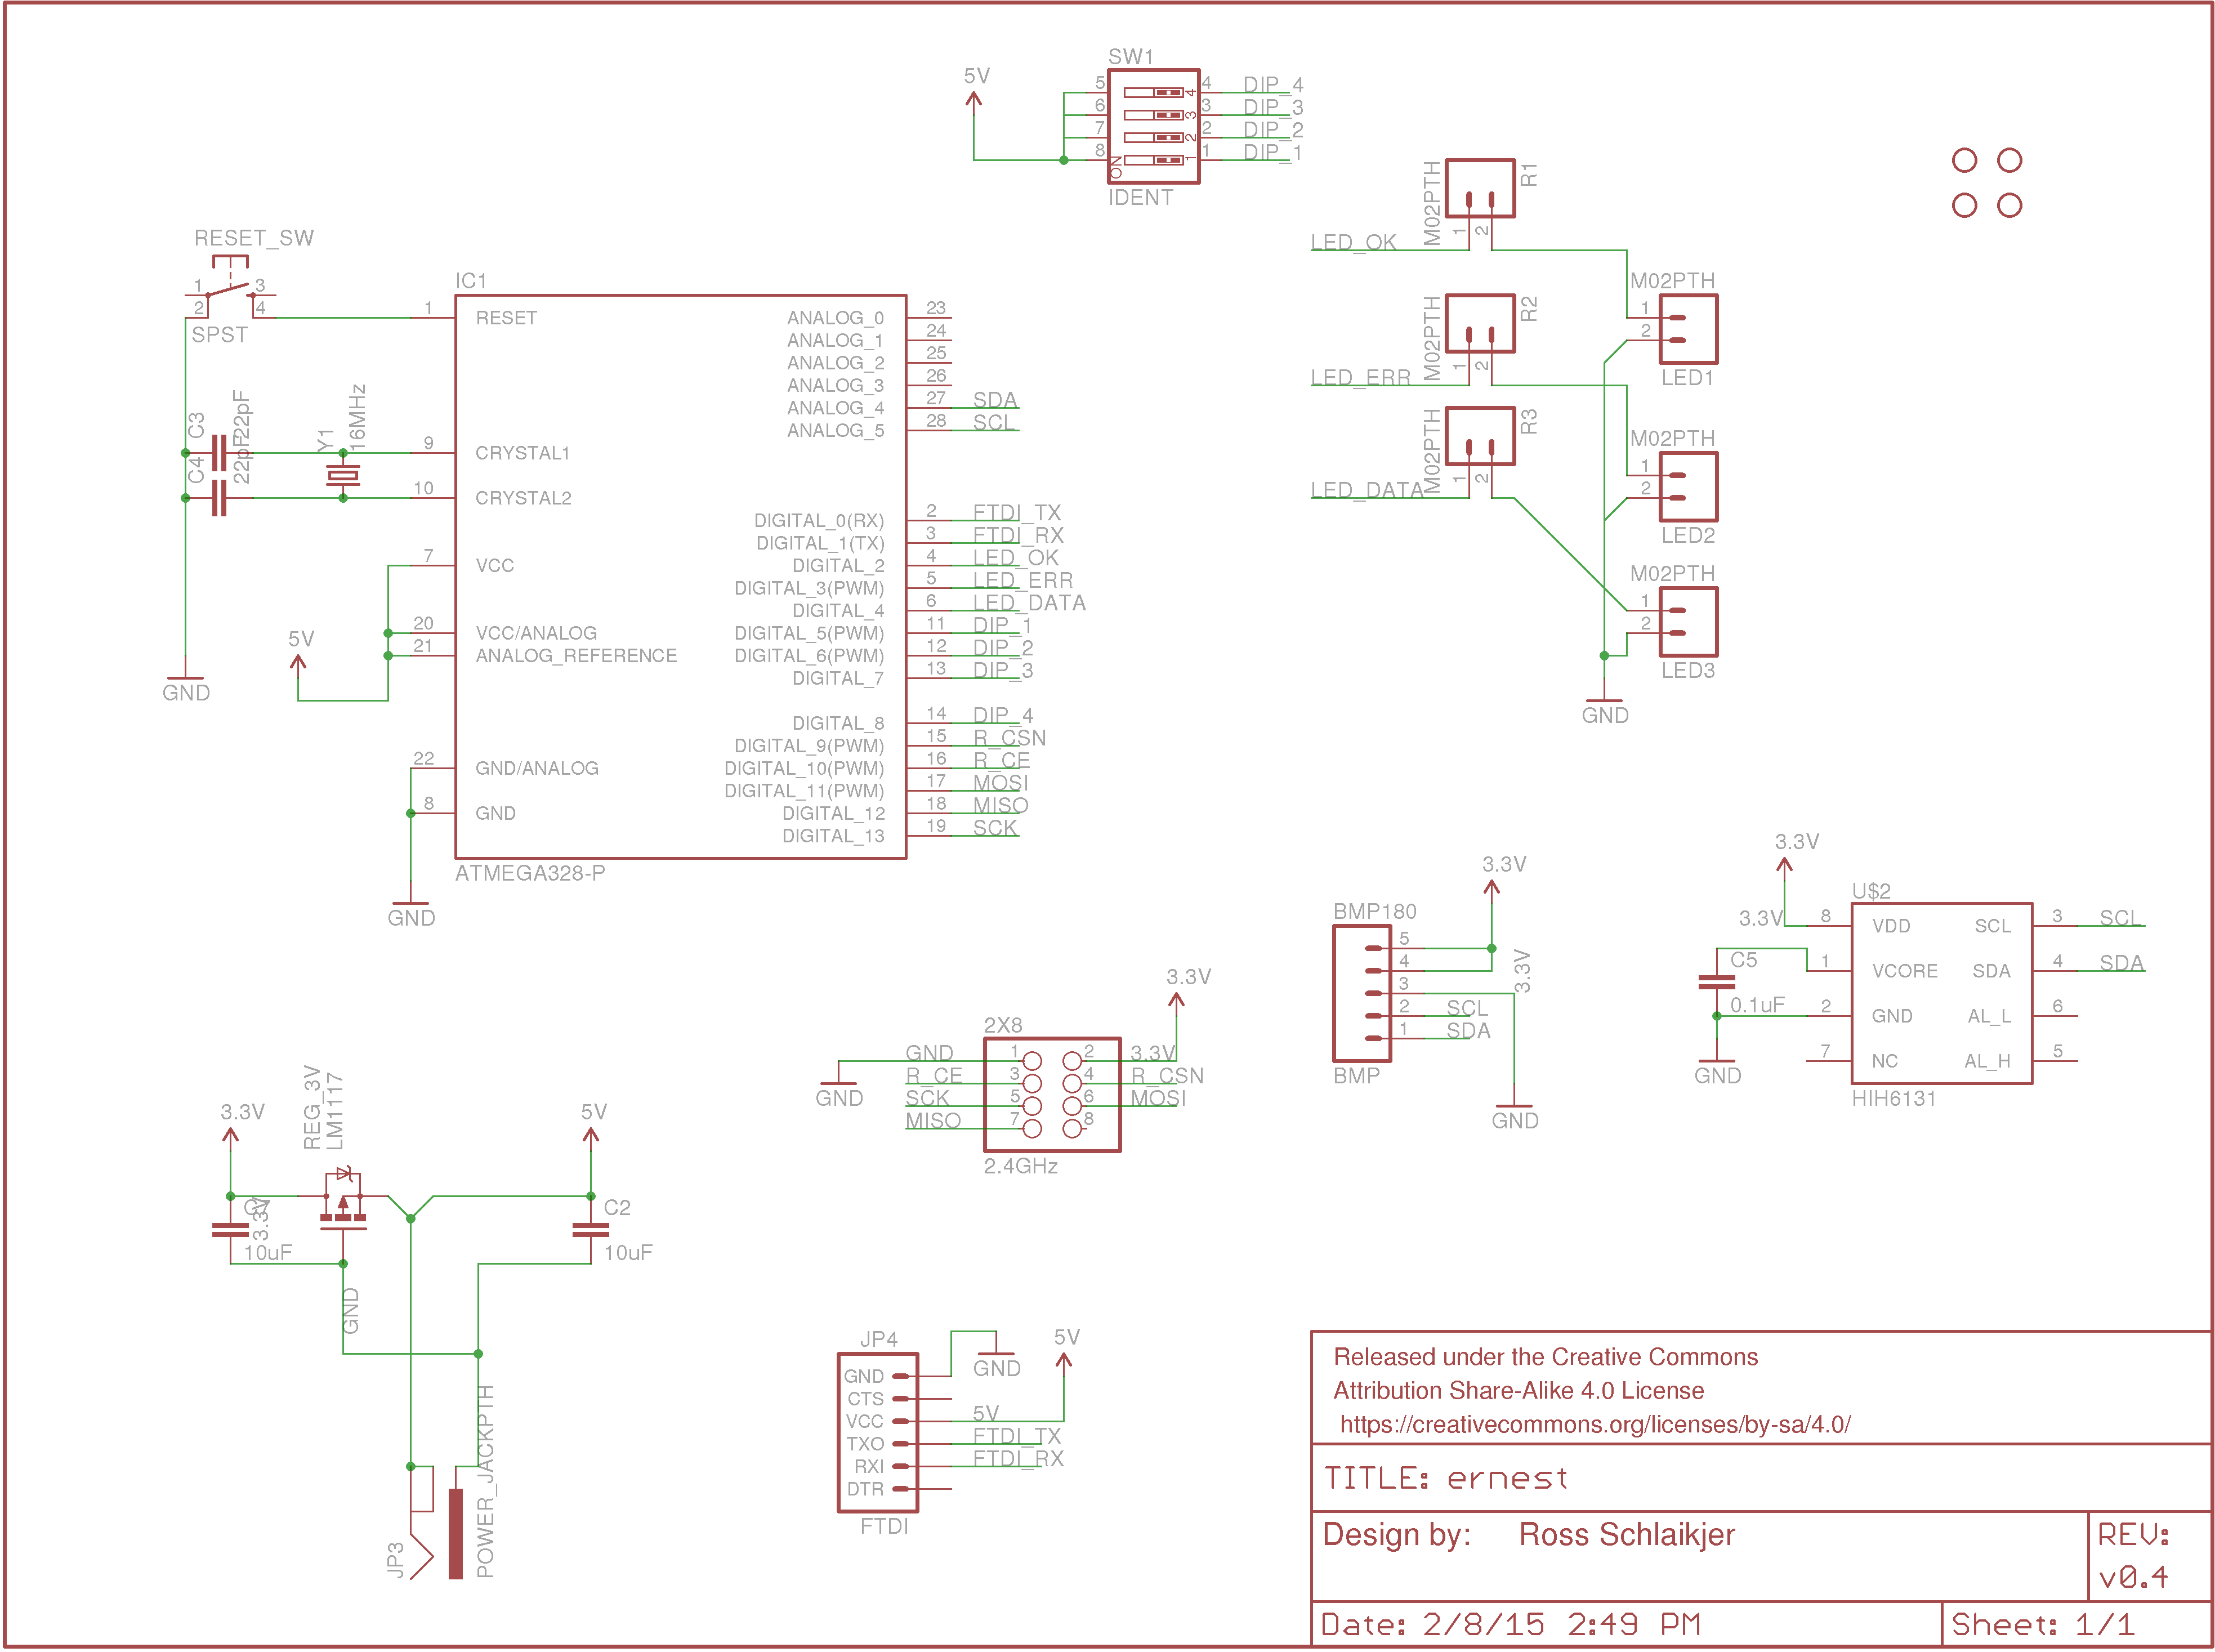 SW1
5V
5 4 DIP_4
6 3 DIP_3
7 2 DIP_2
8 1 DIP_1
ON 1 2 3 4
IDENT
RESET_SW
1 3
2 4
SPST
C3 22pF
C4 22pF
Y1 16MHz
GND
5V
IC1
1 RESET
9 CRYSTAL1
10 CRYSTAL2
7 VCC
20 VCC/ANALOG
21 ANALOG_REFERENCE
22 GND/ANALOG
8 GND
GND
ANALOG_0 23
ANALOG_1 24
ANALOG_2 25
ANALOG_3 26
ANALOG_4 27 SDA
ANALOG_5 28 SCL
DIGITAL_0(RX) 2 FTDI_TX
DIGITAL_1(TX) 3 FTDI_RX
DIGITAL_2 4 LED_OK
DIGITAL_3(PWM) 5 LED_ERR
DIGITAL_4 6 LED_DATA
DIGITAL_5(PWM) 11 DIP_1
DIGITAL_6(PWM) 12 DIP_2
DIGITAL_7 13 DIP_3
DIGITAL_8 14 DIP_4
DIGITAL_9(PWM) 15 R_CSN
DIGITAL_10(PWM) 16 R_CE
DIGITAL_11(PWM) 17 MOSI
DIGITAL_12 18 MISO
DIGITAL_13 19 SCK
ATMEGA328-P
M02PTH R1
1 2
LED_OK
M02PTH R2
1 2
LED_ERR
M02PTH R3
1 2
LED_DATA
M02PTH
1
2
LED1
M02PTH
1
2
LED2
M02PTH
1
2
LED3
GND
3.3V
BMP180
5
4
3 3.3V
2 SCL
1 SDA
BMP
GND
3.3V
U$2
3.3V 8 VDD SCL 3 SCL
C5 1 VCORE SDA 4 SDA
0.1uF 2 GND AL_L 6
7 NC AL_H 5
GND
HIH6131
3.3V
2X8
GND 1 2 3.3V
R_CE 3 4 R_CSN
SCK 5 6 MOSI
MISO 7 8
GND
2.4GHz
3.3V
REG_3V
LM1117
5V
3.3V
10uF
C2
10uF
GND
POWER_JACKPTH
JP3
JP4
GND
CTS
VCC 5V
TXO FTDI_TX
RXI FTDI_RX
DTR
FTDI
GND
5V
Released under the Creative Commons
Attribution Share-Alike 4.0 License
https://creativecommons.org/licenses/by-sa/4.0/
TITLE: ernest
Design by: Ross Schlaikjer
REV:
v0.4
Date: 2/8/15 2:49 PM
Sheet: 1/1